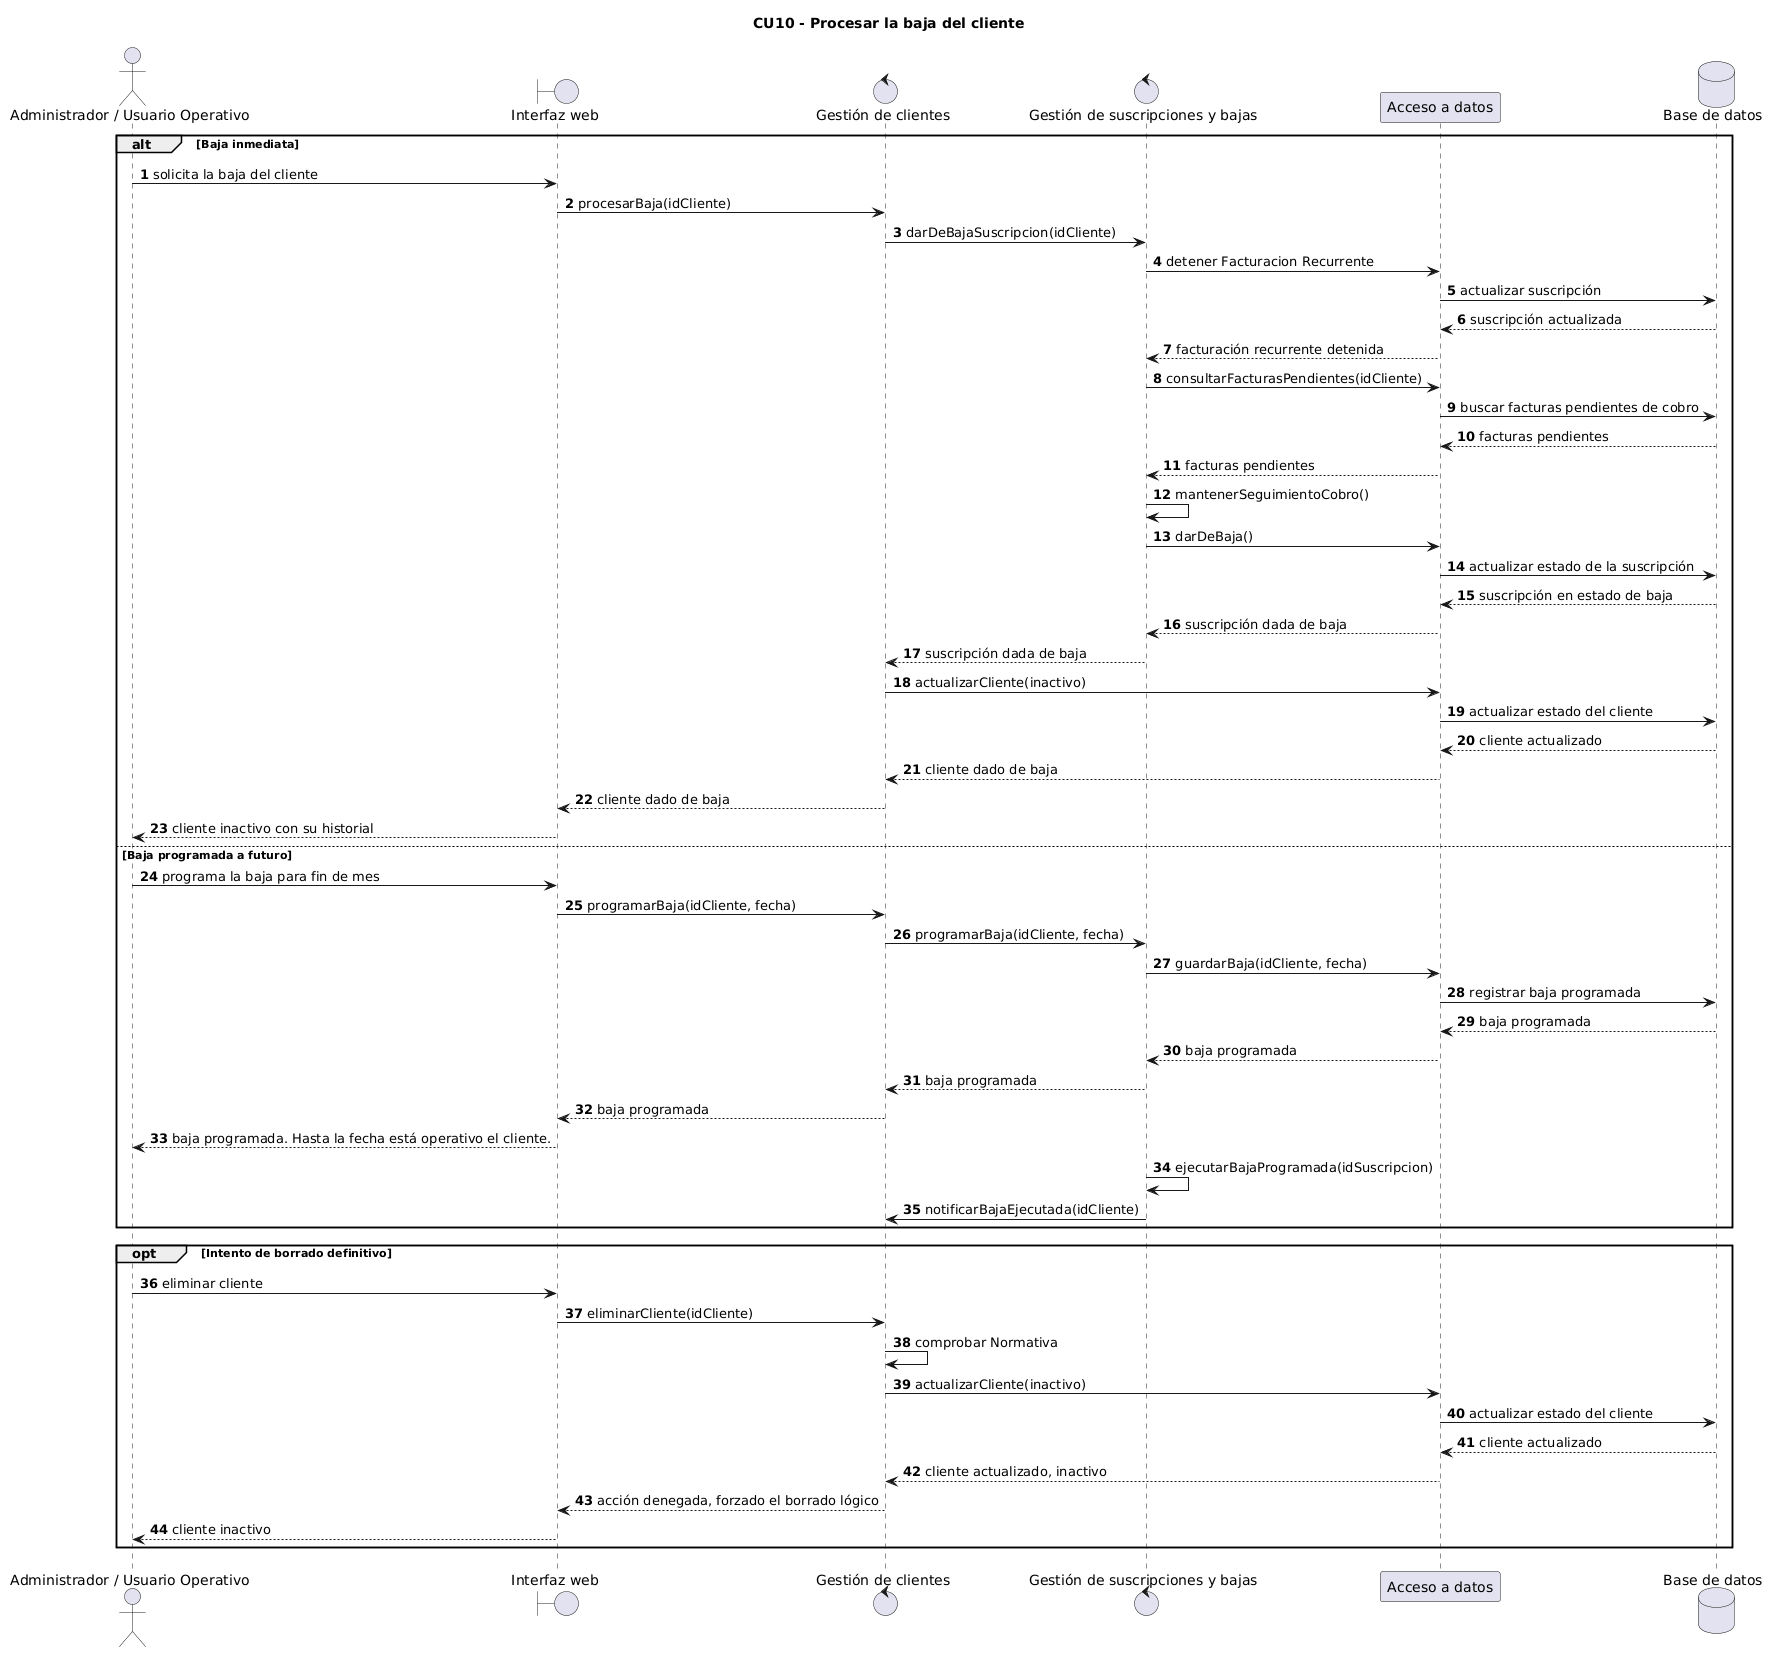 CU10 - Procesar la baja del cliente
Administrador / Usuario Operativo
Interfaz web
Gestión de clientes
Gestión de suscripciones y bajas
Acceso a datos
Base de datos
alt [Baja inmediata]
1 solicita la baja del cliente
2 procesarBaja(idCliente)
3 darDeBajaSuscripcion(idCliente)
4 detener Facturacion Recurrente
5 actualizar suscripción
6 suscripción actualizada
7 facturación recurrente detenida
8 consultarFacturasPendientes(idCliente)
9 buscar facturas pendientes de cobro
10 facturas pendientes
11 facturas pendientes
12 mantenerSeguimientoCobro()
13 darDeBaja()
14 actualizar estado de la suscripción
15 suscripción en estado de baja
16 suscripción dada de baja
17 suscripción dada de baja
18 actualizarCliente(inactivo)
19 actualizar estado del cliente
20 cliente actualizado
21 cliente dado de baja
22 cliente dado de baja
23 cliente inactivo con su historial
[Baja programada a futuro]
24 programa la baja para fin de mes
25 programarBaja(idCliente, fecha)
26 programarBaja(idCliente, fecha)
27 guardarBaja(idCliente, fecha)
28 registrar baja programada
29 baja programada
30 baja programada
31 baja programada
32 baja programada
33 baja programada. Hasta la fecha está operativo el cliente.
34 ejecutarBajaProgramada(idSuscripcion)
35 notificarBajaEjecutada(idCliente)
opt [Intento de borrado definitivo]
36 eliminar cliente
37 eliminarCliente(idCliente)
38 comprobar Normativa
39 actualizarCliente(inactivo)
40 actualizar estado del cliente
41 cliente actualizado
42 cliente actualizado, inactivo
43 acción denegada, forzado el borrado lógico
44 cliente inactivo
Administrador / Usuario Operativo
Interfaz web
Gestión de clientes
Gestión de suscripciones y bajas
Acceso a datos
Base de datos